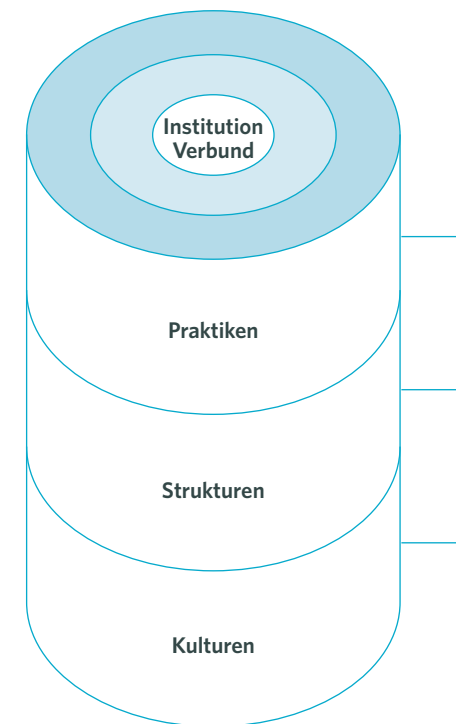 Institution
Verbund
Praktiken
Strukturen
Kulturen